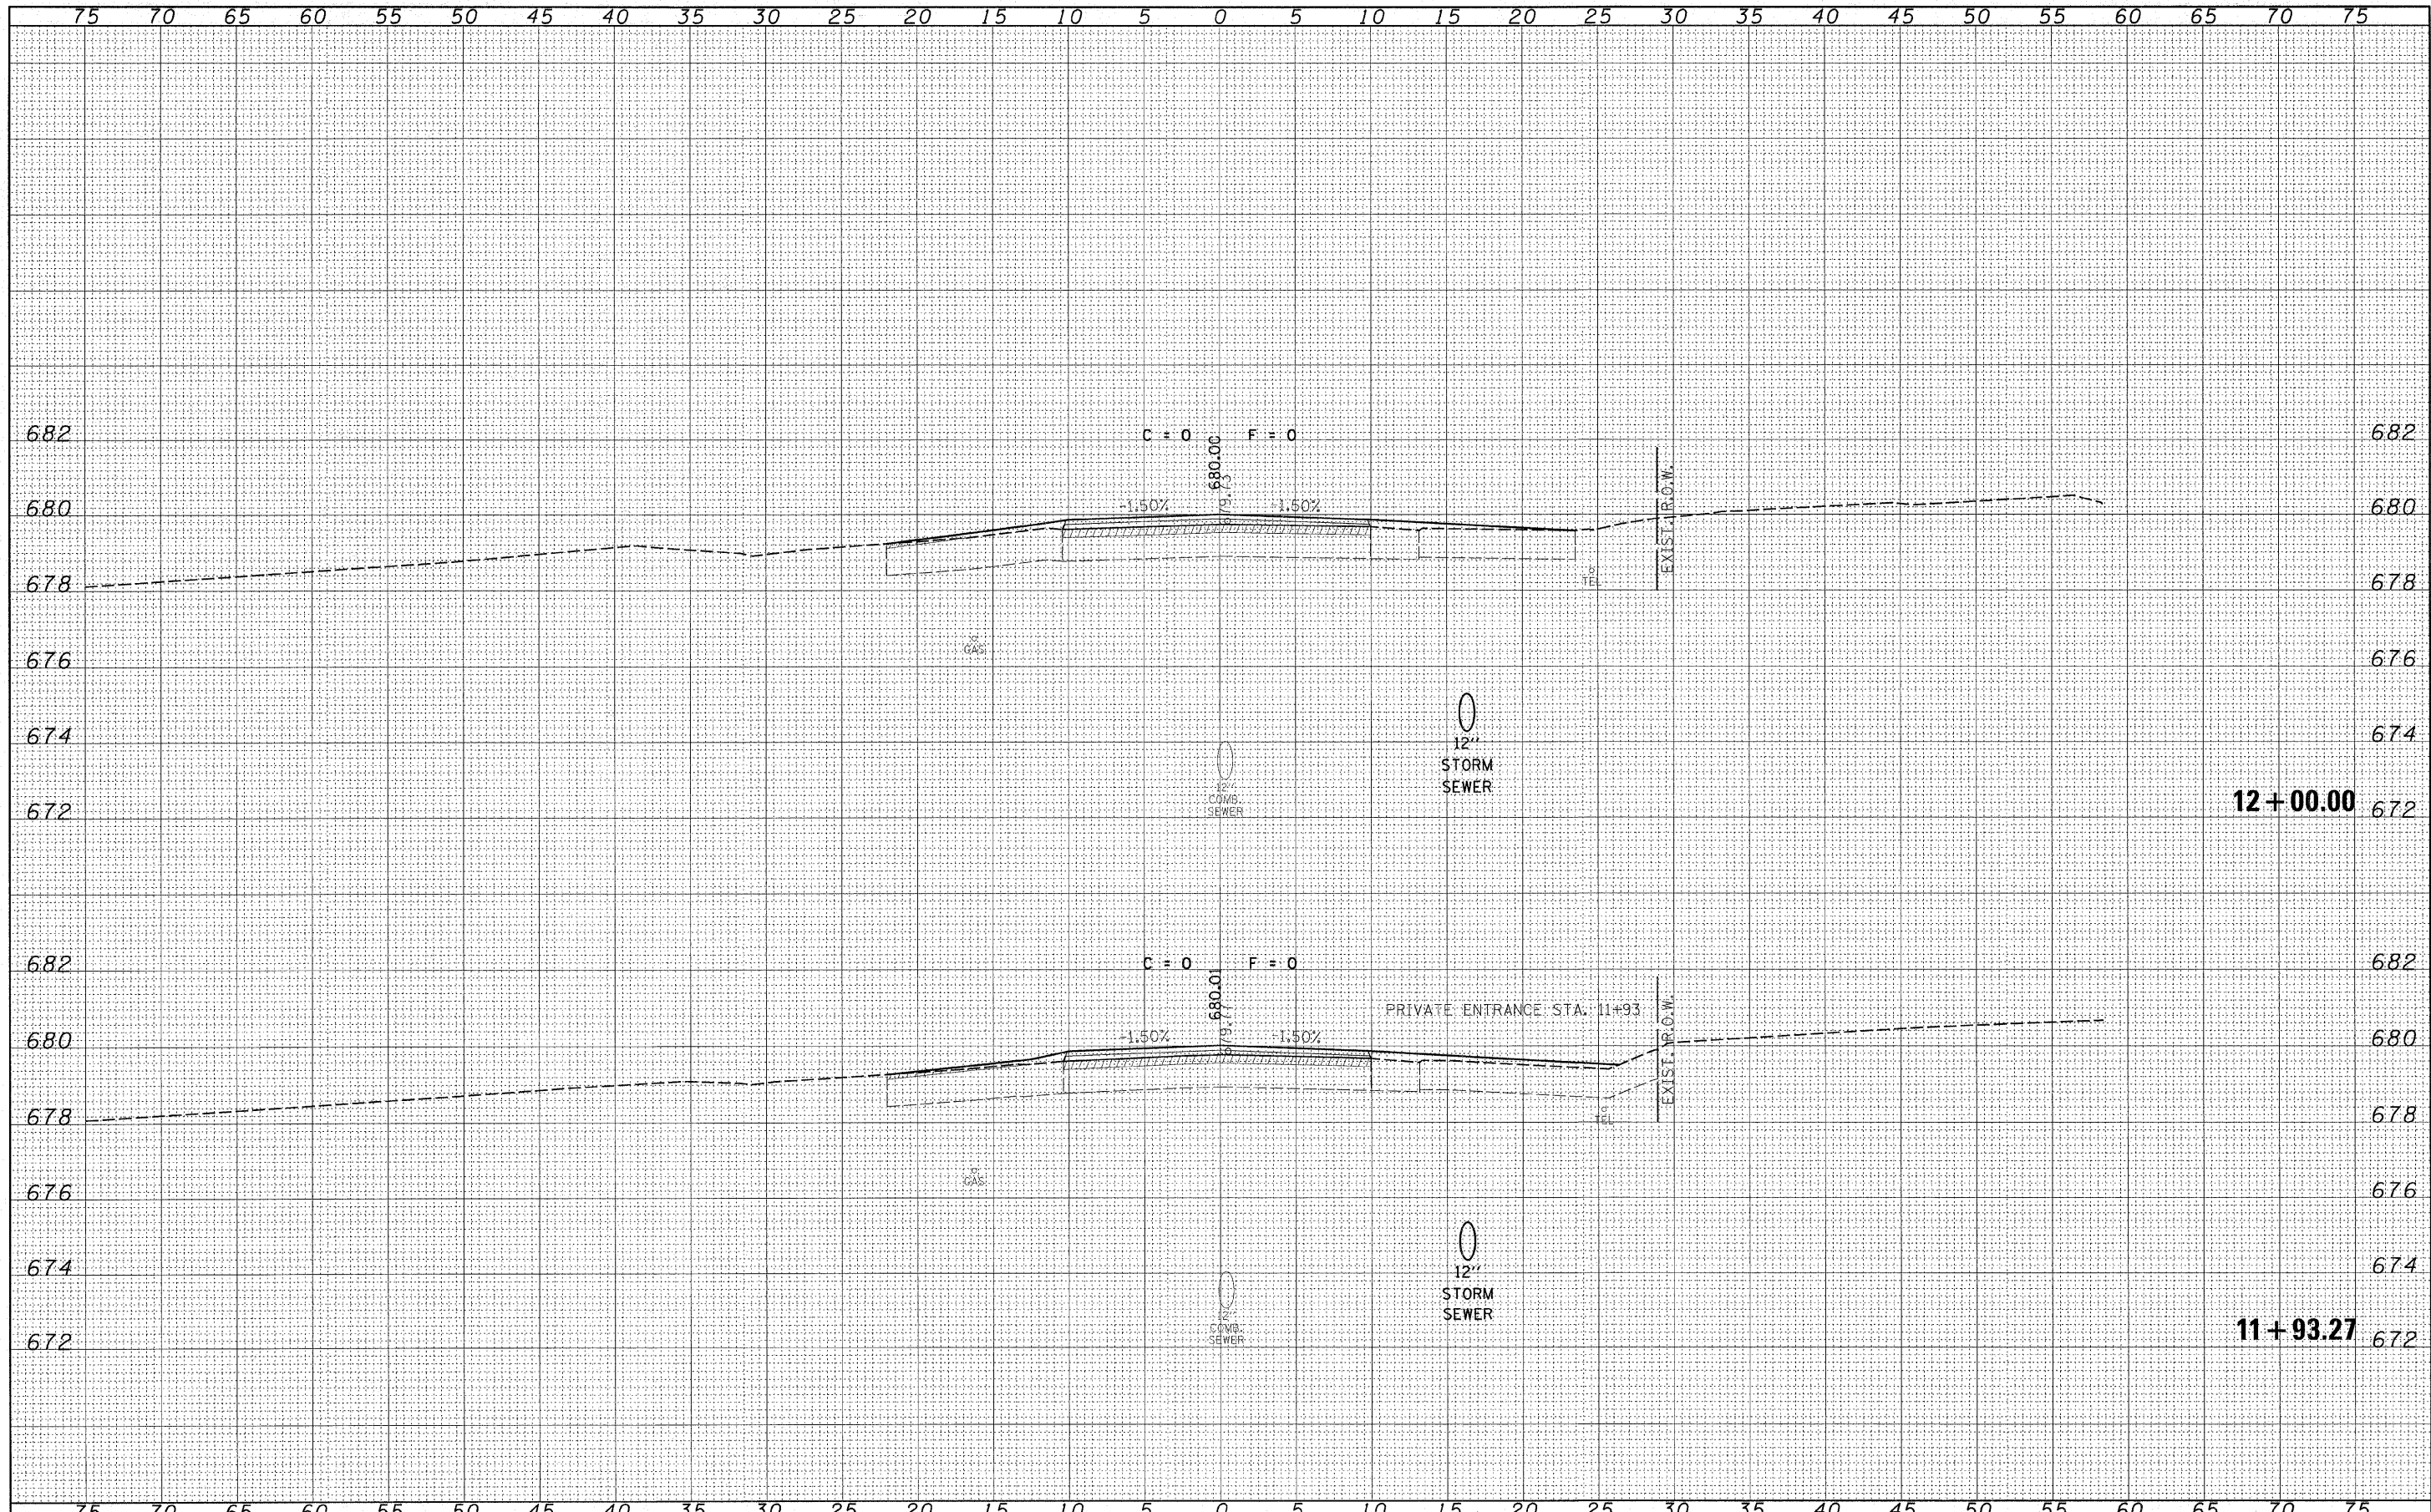 75 70 65 60 55 50 45 40 35 30 25 20 15 10 5 0 5 10 15 20 25 30 35 40 45 50 55 60 65 70 75
682 C = 0 F = 0 682
680.00
679.73
EXIST. R.O.W.
680 -1.50% -1.50% 680
678 TEL 678
676 GAS 676
674 12" 674
STORM
SEWER
12"
COMB.
SEWER
672 12+00.00 672
682 C = 0 F = 0 682
680.01
679.77
EXIST. R.O.W.
PRIVATE ENTRANCE STA. 11+93
680 -1.50% -1.50% 680
678 TEL 678
676 GAS 676
674 12" 674
STORM
SEWER
12"
COMB.
SEWER
672 11+93.27 672
75 70 65 60 55 50 45 40 35 30 25 20 15 10 5 0 5 10 15 20 25 30 35 40 45 50 55 60 65 70 75